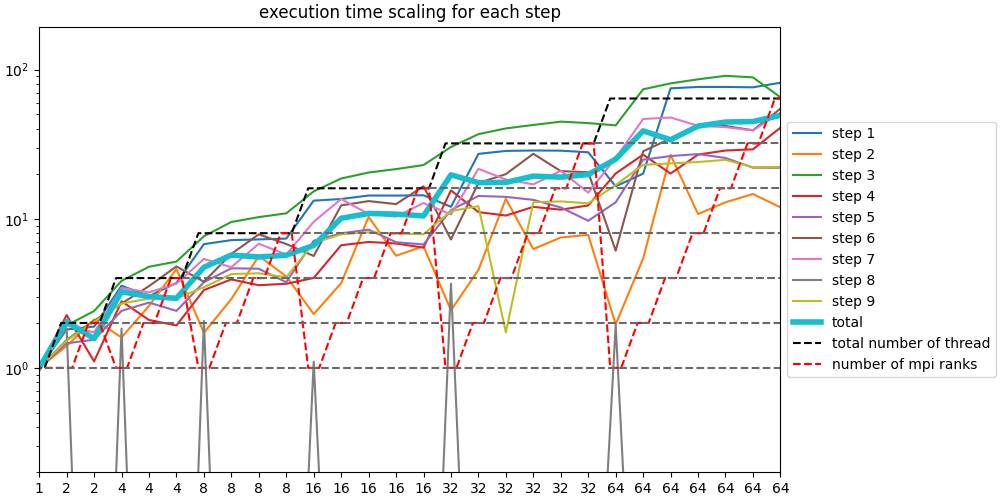 execution time scaling for each step
10²
10¹
10⁰
1 2 2 4 4 4 8 8 8 8 16 16 16 16 16 32 32 32 32 32 32 64 64 64 64 64 64 64
step 1
step 2
step 3
step 4
step 5
step 6
step 7
step 8
step 9
total
total number of thread
number of mpi ranks